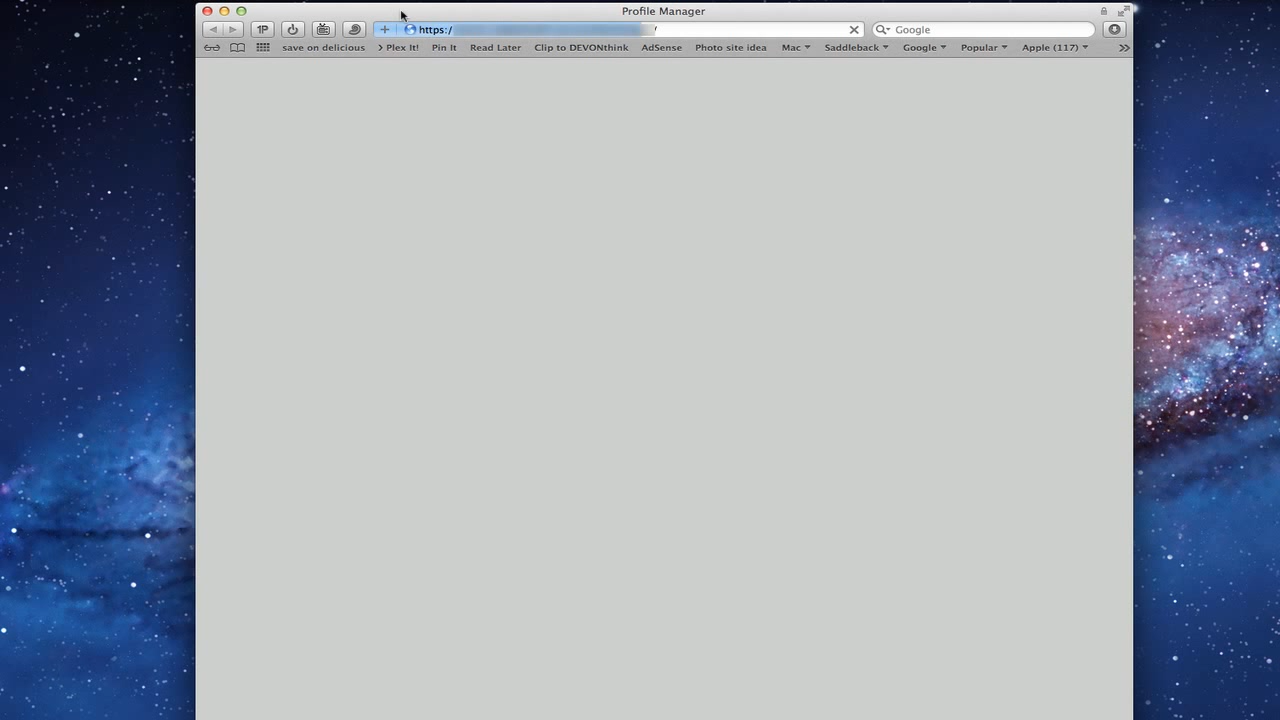 Profile Manager
1P https:/ / Google
save on delicious › Plex It! Pin It Read Later Clip to DEVONthink AdSense Photo site idea Mac Saddleback Google Popular Apple (117) »